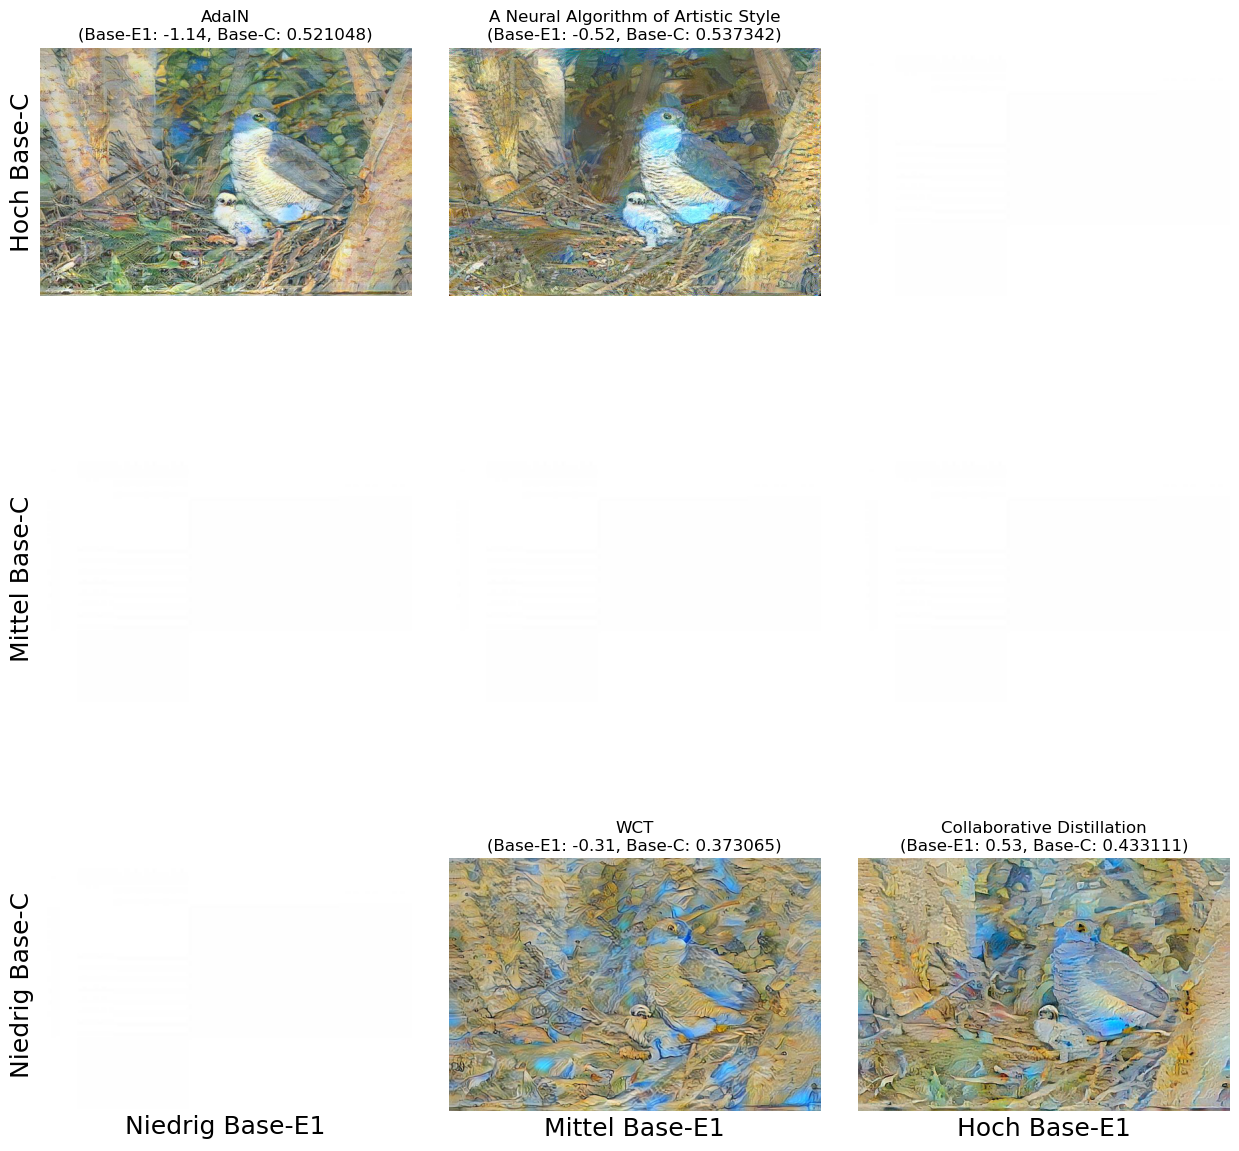 AdaIN
(Base-E1: -1.14, Base-C: 0.521048)
A Neural Algorithm of Artistic Style
(Base-E1: -0.52, Base-C: 0.537342)
Hoch Base-C
Mittel Base-C
WCT
(Base-E1: -0.31, Base-C: 0.373065)
Collaborative Distillation
(Base-E1: 0.53, Base-C: 0.433111)
Niedrig Base-C
Niedrig Base-E1
Mittel Base-E1
Hoch Base-E1